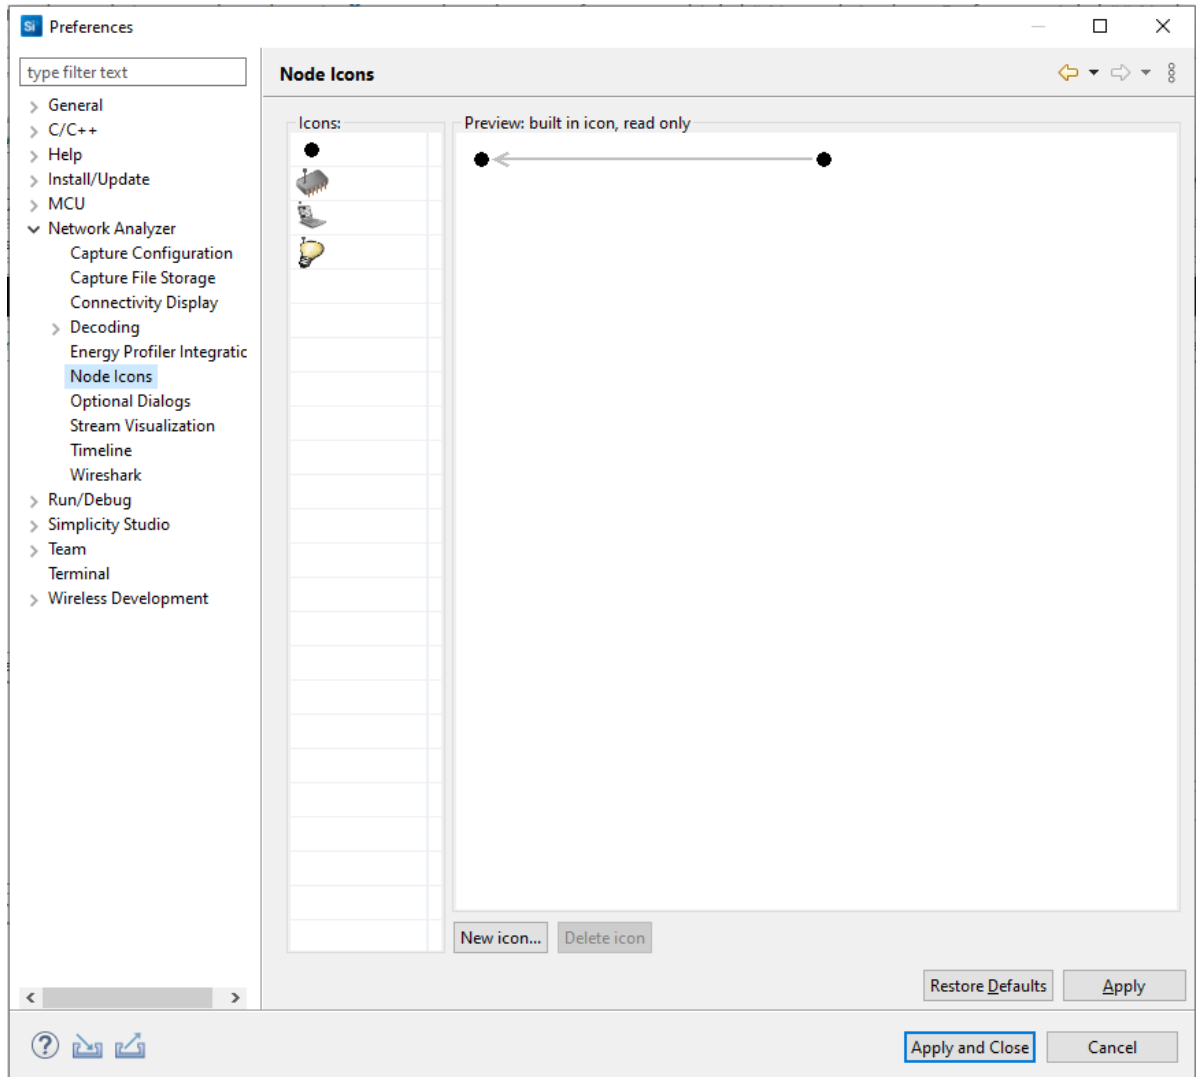 Si Preferences
type filter text
Node Icons
General
C/C++
Help
Install/Update
MCU
Network Analyzer
Capture Configuration
Capture File Storage
Connectivity Display
Decoding
Energy Profiler Integratic
Node Icons
Optional Dialogs
Stream Visualization
Timeline
Wireshark
Run/Debug
Simplicity Studio
Team
Terminal
Wireless Development
Icons:
Preview: built in icon, read only
New icon...
Delete icon
Restore Defaults
Apply
?
Apply and Close
Cancel